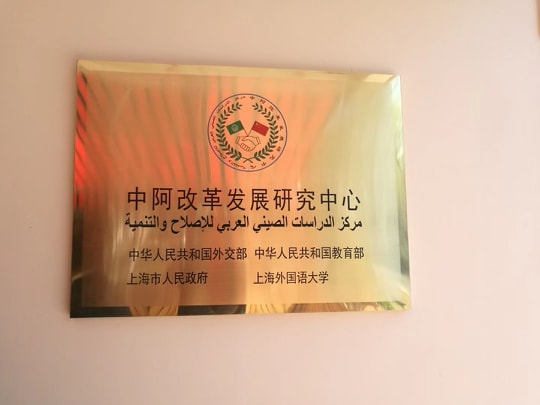 中阿改革发展研究中心
مركز الدراسات الصيني العربي للإصلاح والتنمية
中华人民共和国外交部 中华人民共和国教育部
上海市人民政府 上海外国语大学